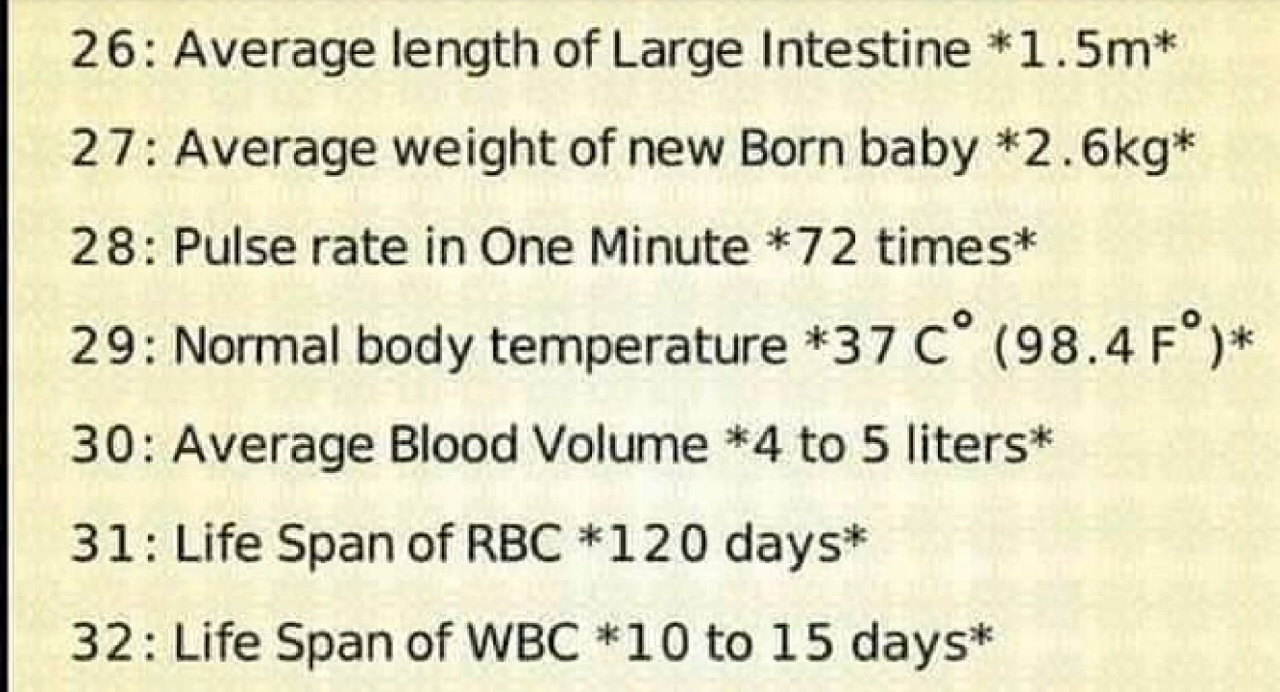 26: Average length of Large Intestine *1.5m*
27: Average weight of new Born baby *2.6kg*
28: Pulse rate in One Minute *72 times*
29: Normal body temperature *37 C° (98.4 F°)*
30: Average Blood Volume *4 to 5 liters*
31: Life Span of RBC *120 days*
32: Life Span of WBC *10 to 15 days*